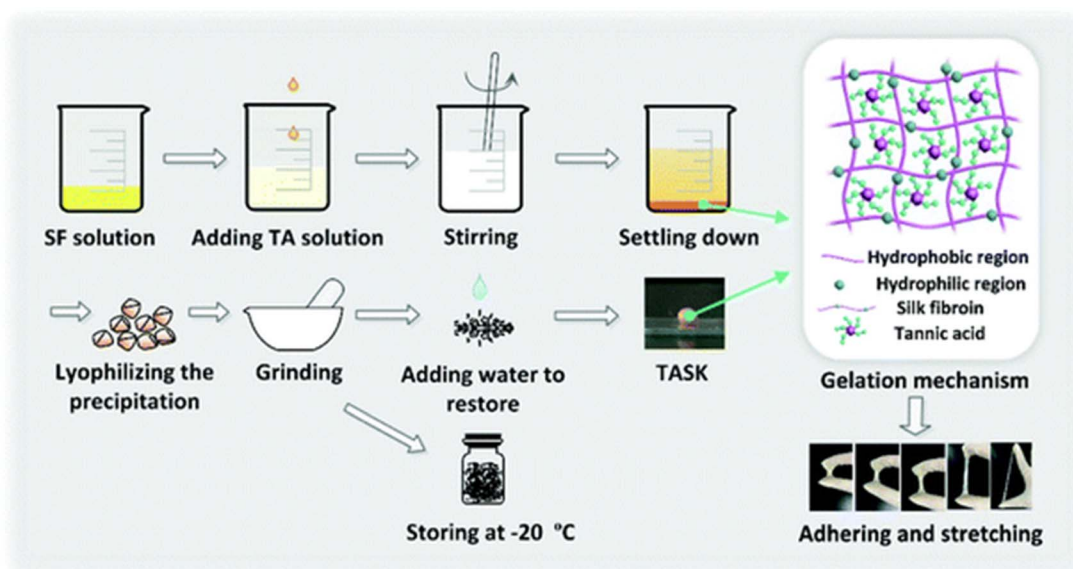 SF solution
Adding TA solution
Stirring
Settling down
Hydrophobic region
Hydrophilic region
Silk fibroin
Tannic acid
Gelation mechanism
Lyophilizing the
precipitation
Grinding
Adding water to
restore
TASK
Storing at -20 °C
Adhering and stretching